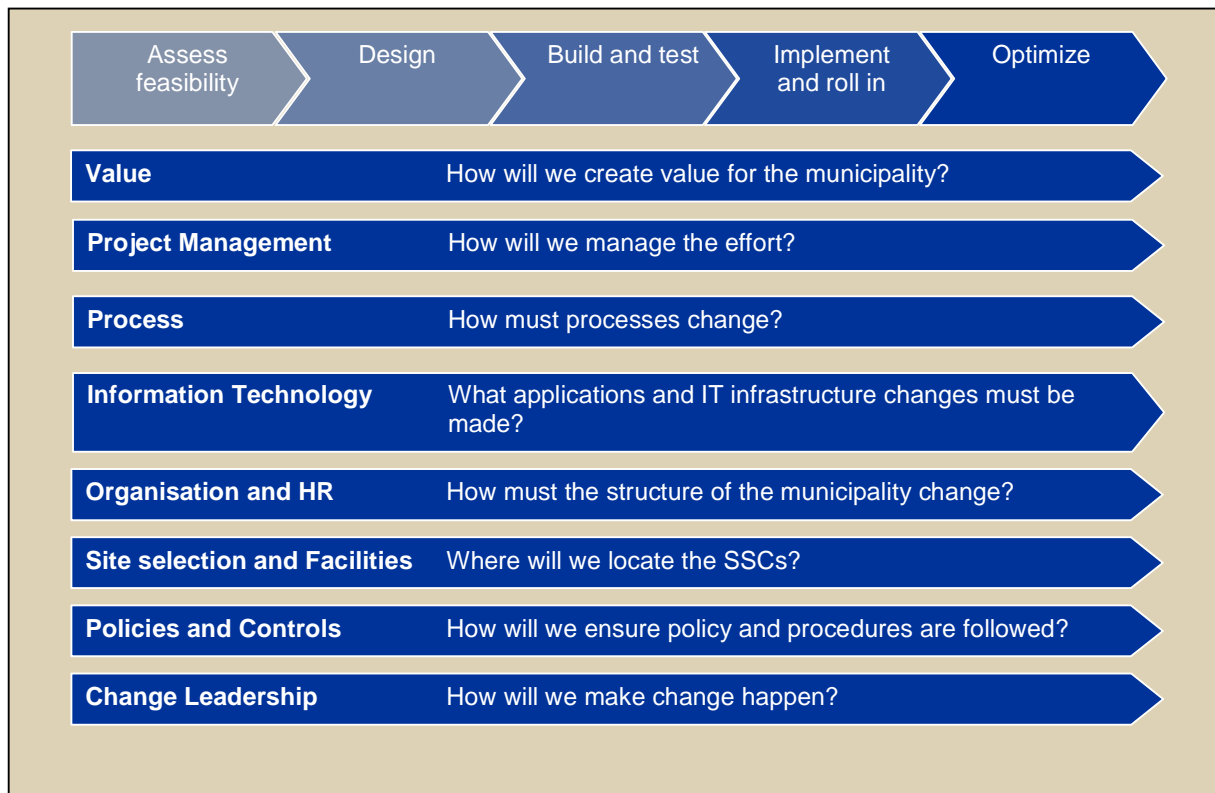 Assess
feasibility
Design
Build and test
Implement
and roll in
Optimize
Value How will we create value for the municipality?
Project Management How will we manage the effort?
Process How must processes change?
Information Technology What applications and IT infrastructure changes must be
made?
Organisation and HR How must the structure of the municipality change?
Site selection and Facilities Where will we locate the SSCs?
Policies and Controls How will we ensure policy and procedures are followed?
Change Leadership How will we make change happen?